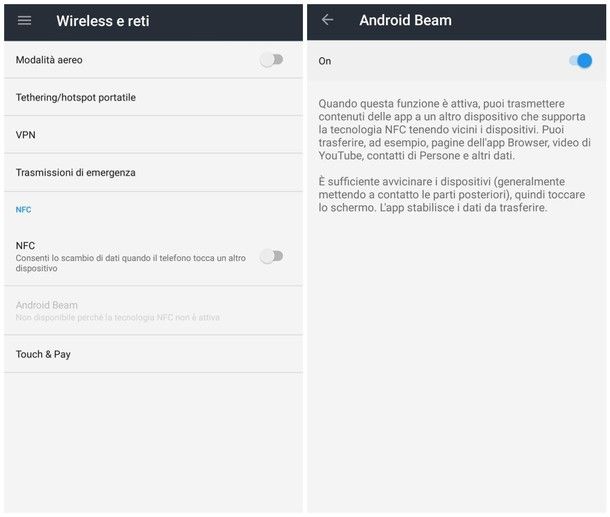 Wireless e reti
Modalità aereo
Tethering/hotspot portatile
VPN
Trasmissioni di emergenza
NFC
NFC
Consenti lo scambio di dati quando il telefono tocca un altro
dispositivo
Android Beam
Non disponibile perché la tecnologia NFC non è attiva
Touch & Pay
Android Beam
On
Quando questa funzione è attiva, puoi trasmettere
contenuti delle app a un altro dispositivo che supporta
la tecnologia NFC tenendo vicini i dispositivi. Puoi
trasferire, ad esempio, pagine dell'app Browser, video di
YouTube, contatti di Persone e altri dati.
È sufficiente avvicinare i dispositivi (generalmente
mettendo a contatto le parti posteriori), quindi toccare
lo schermo. L'app stabilisce i dati da trasferire.